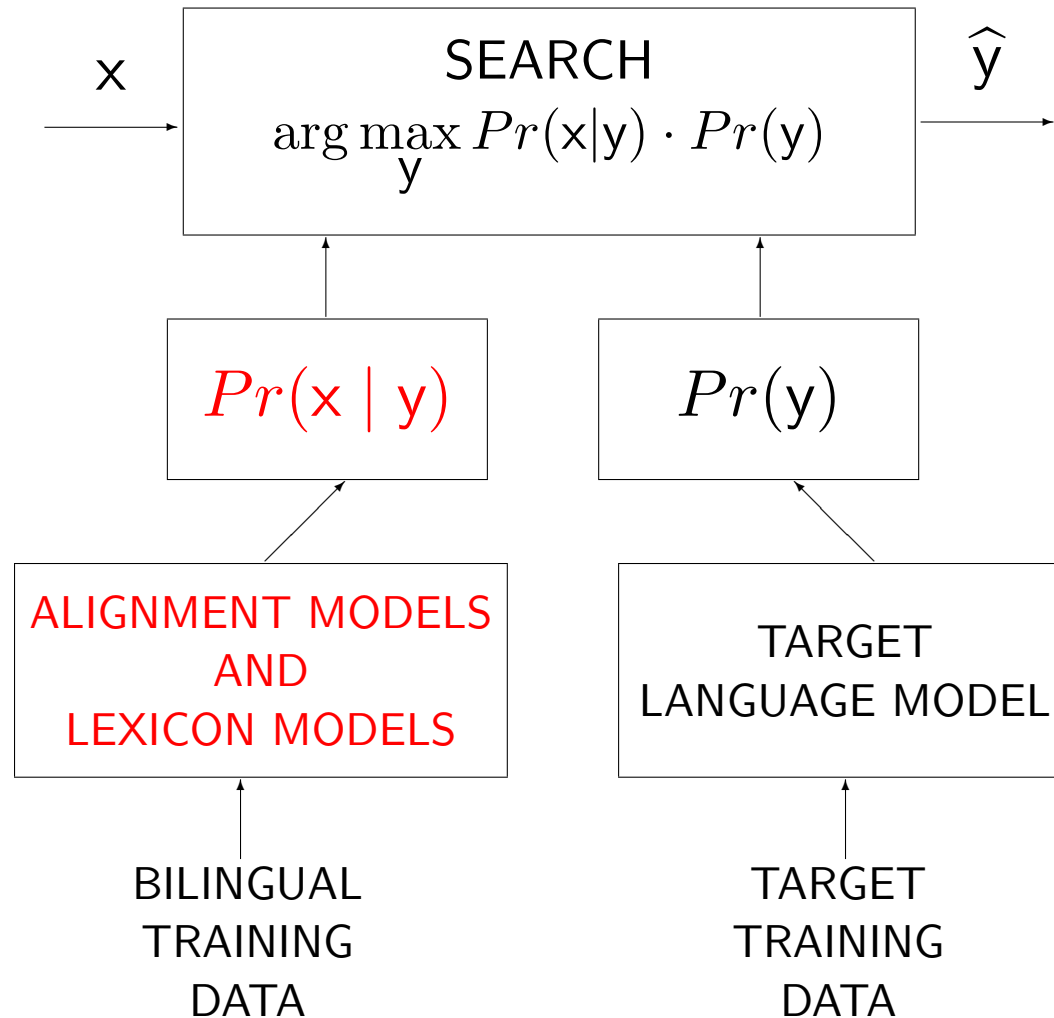 x
SEARCH
ŷ
arg max Pr(x|y) · Pr(y)
y
Pr(x | y)
Pr(y)
ALIGNMENT MODELS
AND
LEXICON MODELS
TARGET
LANGUAGE MODEL
BILINGUAL
TRAINING
DATA
TARGET
TRAINING
DATA